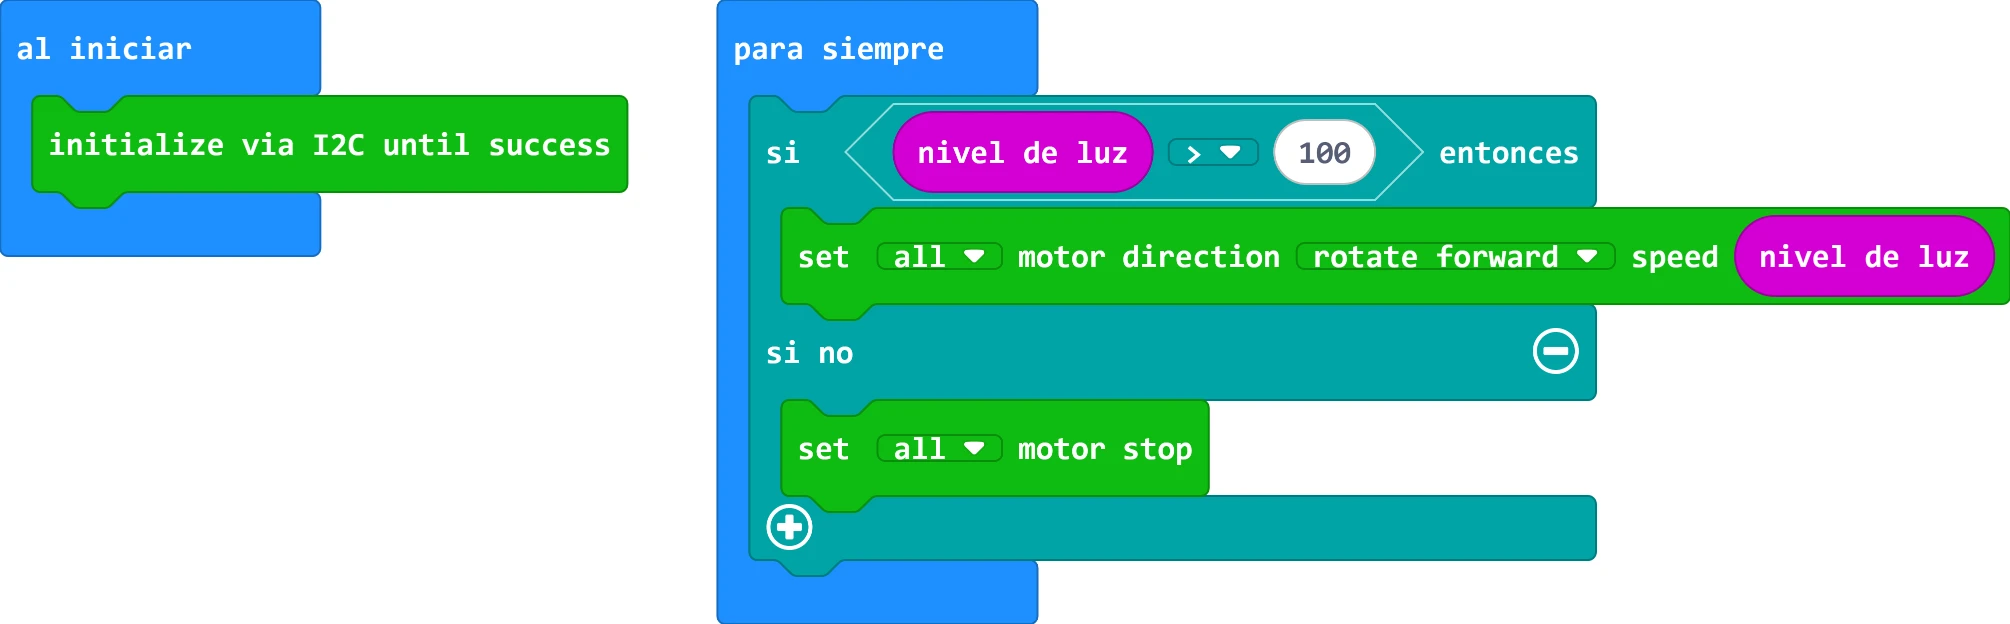 al iniciar
initialize via I2C until success
para siempre
si nivel de luz > 100 entonces
set all motor direction rotate forward speed nivel de luz
si no
set all motor stop